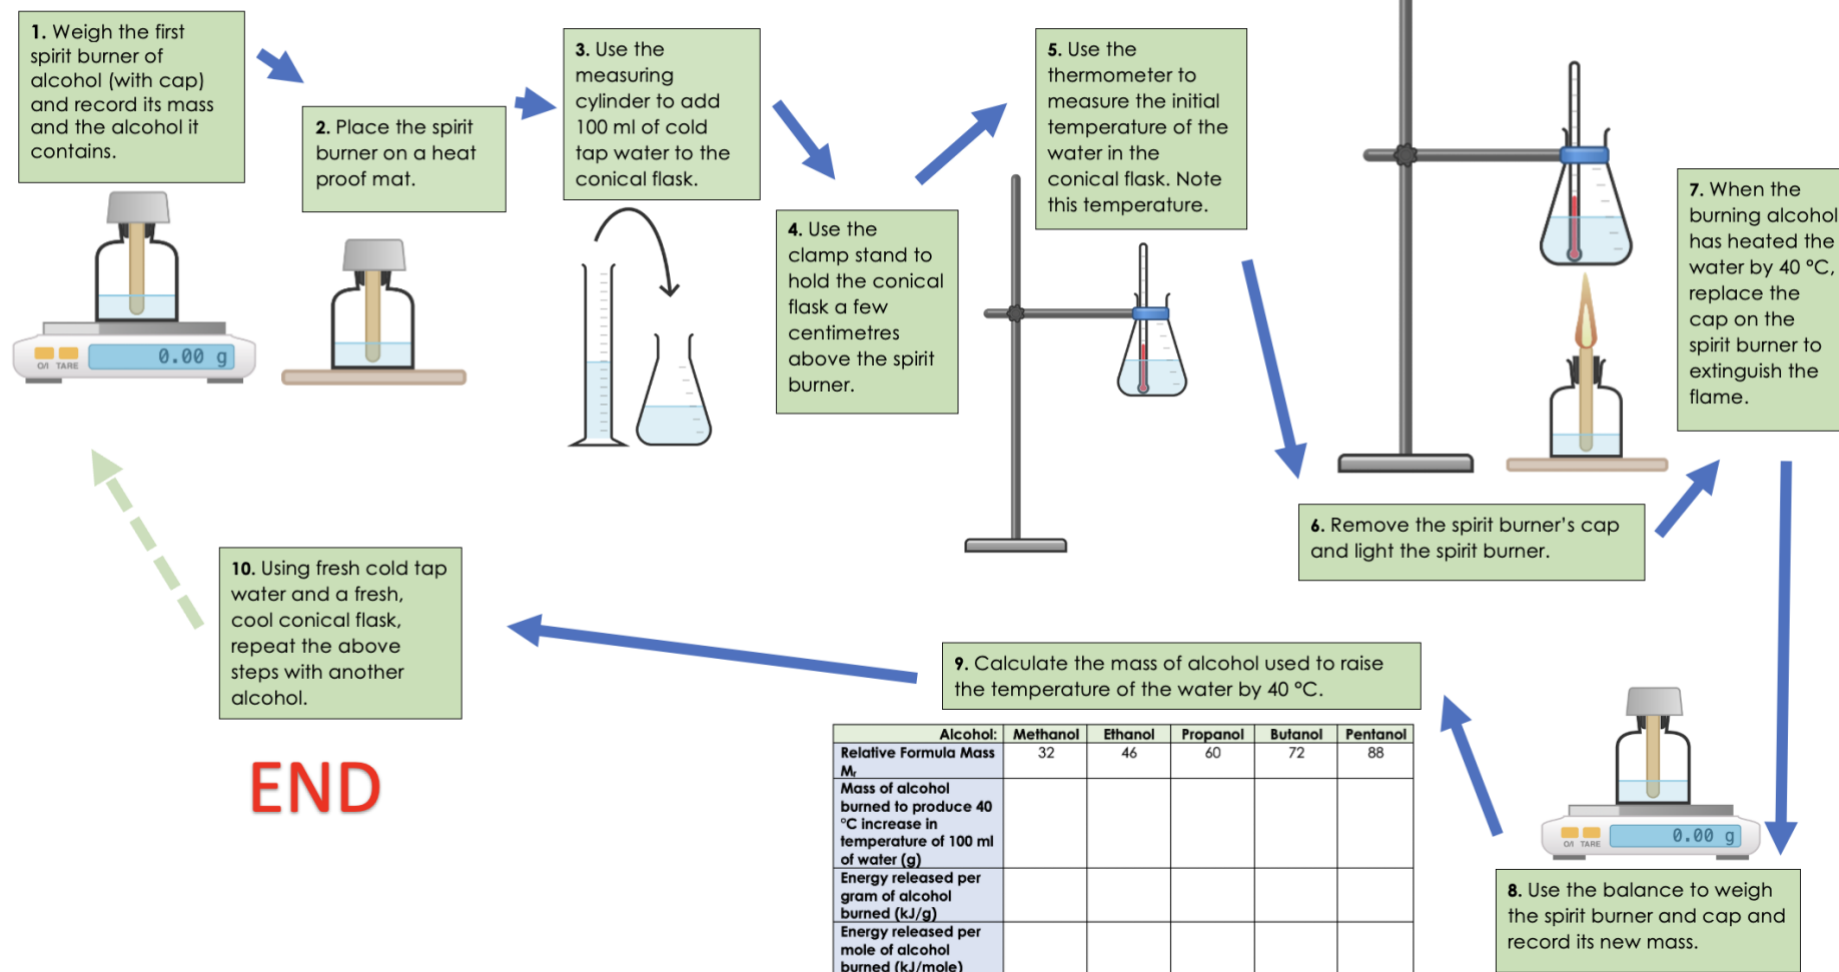 1. Weigh the first
spirit burner of
alcohol (with cap)
and record its mass
and the alcohol it
contains.
O/I TARE
0.00 g
2. Place the spirit
burner on a heat
proof mat.
3. Use the
measuring
cylinder to add
100 ml of cold
tap water to the
conical flask.
4. Use the
clamp stand to
hold the conical
flask a few
centimetres
above the spirit
burner.
5. Use the
thermometer to
measure the initial
temperature of the
water in the
conical flask. Note
this temperature.
6. Remove the spirit burner's cap
and light the spirit burner.
7. When the
burning alcohol
has heated the
water by 40 °C,
replace the
cap on the
spirit burner to
extinguish the
flame.
O/I TARE
0.00 g
8. Use the balance to weigh
the spirit burner and cap and
record its new mass.
9. Calculate the mass of alcohol used to raise
the temperature of the water by 40 °C.
Alcohol: Methanol Ethanol Propanol Butanol Pentanol
Relative Formula Mass 32 46 60 72 88
Mr
Mass of alcohol
burned to produce 40
°C increase in
temperature of 100 ml
of water (g)
Energy released per
gram of alcohol
burned (kJ/g)
Energy released per
mole of alcohol
burned (kJ/mole)
10. Using fresh cold tap
water and a fresh,
cool conical flask,
repeat the above
steps with another
alcohol.
END